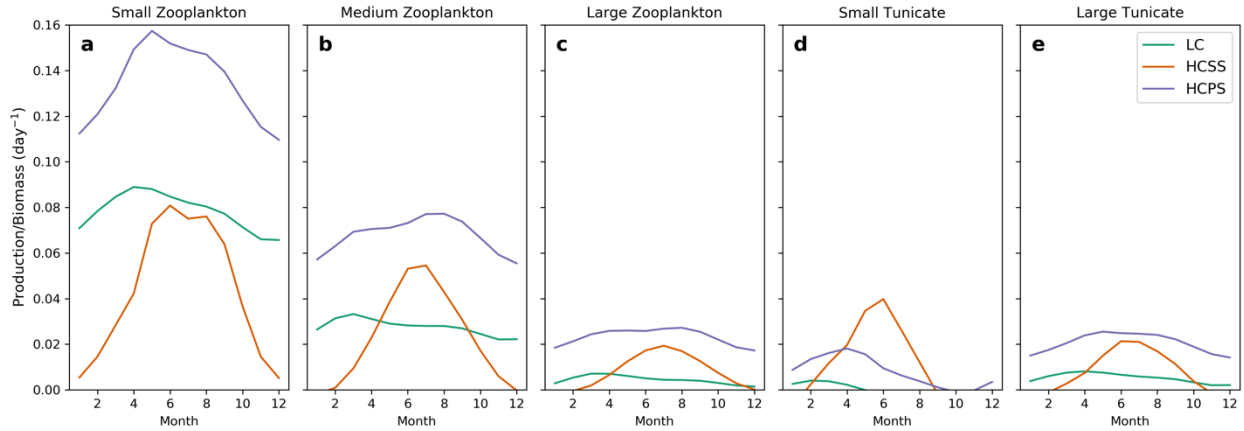 Small Zooplankton
Medium Zooplankton
Large Zooplankton
Small Tunicate
Large Tunicate
a
b
c
d
e
LC
HCSS
HCPS
Production/Biomass (day⁻¹)
0.16
0.14
0.12
0.10
0.08
0.06
0.04
0.02
0.00
2 4 6 8 10 12
2 4 6 8 10 12
2 4 6 8 10 12
2 4 6 8 10 12
2 4 6 8 10 12
Month
Month
Month
Month
Month